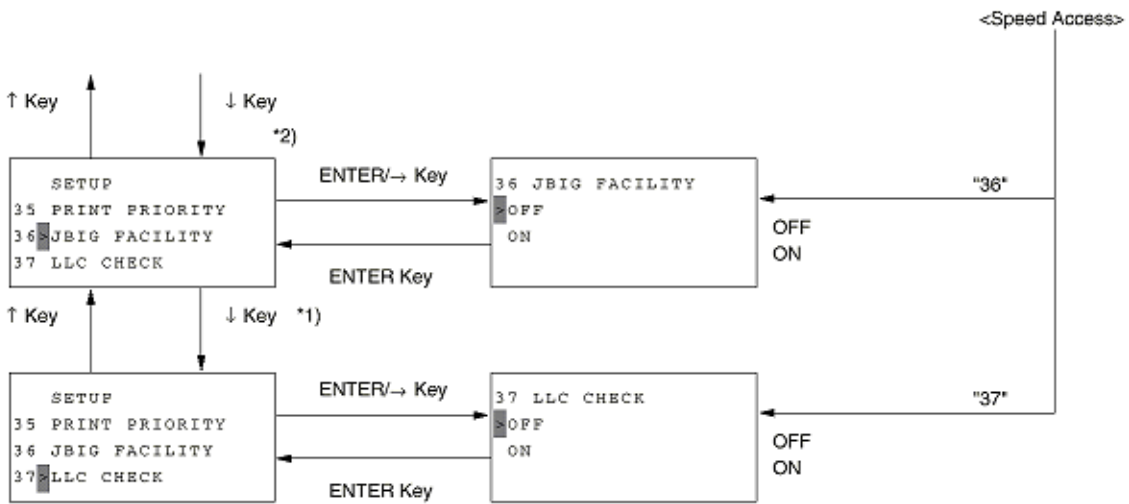 <Speed Access>
↑ Key
↓ Key
*2)
SETUP
35 PRINT PRIORITY
36>JBIG FACILITY
37 LLC CHECK
ENTER/→ Key
ENTER Key
36 JBIG FACILITY
>OFF
ON
"36"
OFF
ON
↑ Key
↓ Key *1)
SETUP
35 PRINT PRIORITY
36 JBIG FACILITY
37>LLC CHECK
ENTER/→ Key
ENTER Key
37 LLC CHECK
>OFF
ON
"37"
OFF
ON